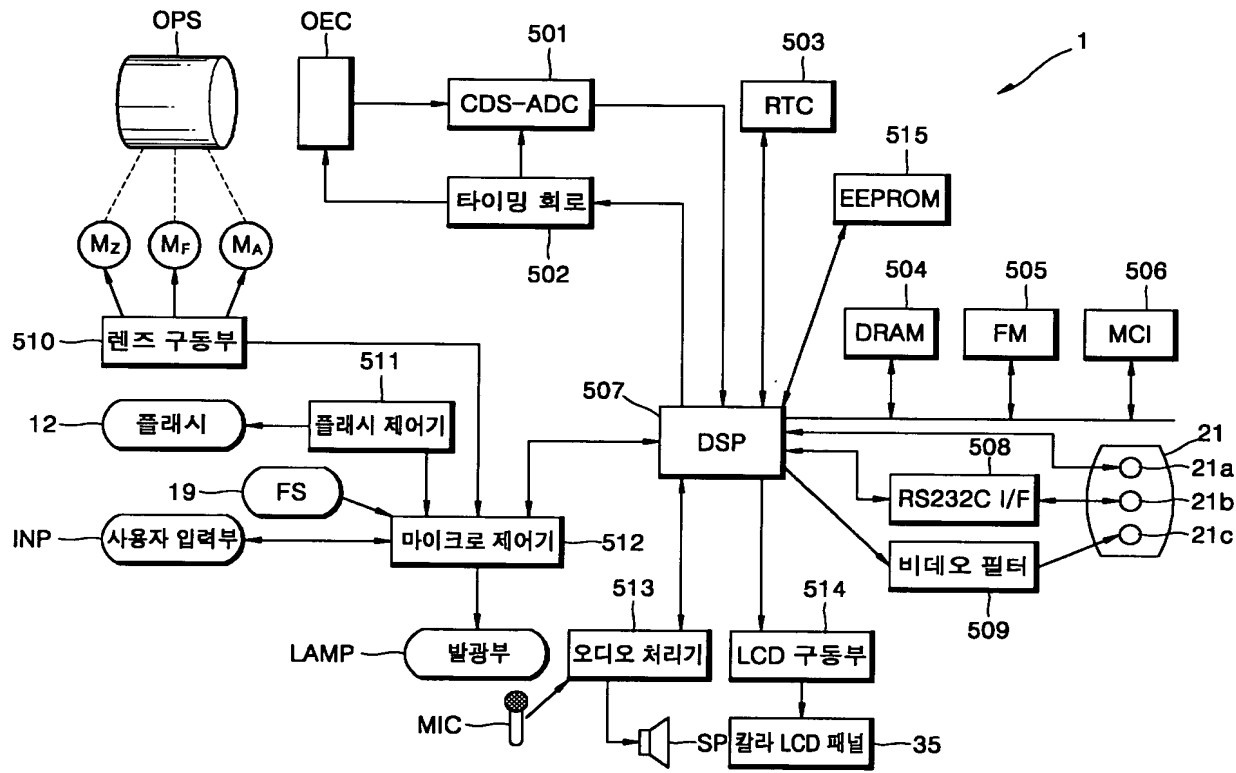 OPS
OEC
501
503
1
CDS-ADC
RTC
515
타이밍 회로
EEPROM
MZ
MF
MA
502
504
505
506
510
렌즈 구동부
DRAM
FM
MCI
511
507
12
플래시
플래시 제어기
DSP
21
508
21a
19
FS
RS232C I/F
21b
INP
사용자 입력부
마이크로 제어기
512
21c
비데오 필터
513
514
509
LAMP
발광부
오디오 처리기
LCD 구동부
MIC
SP
칼라 LCD 패널
35